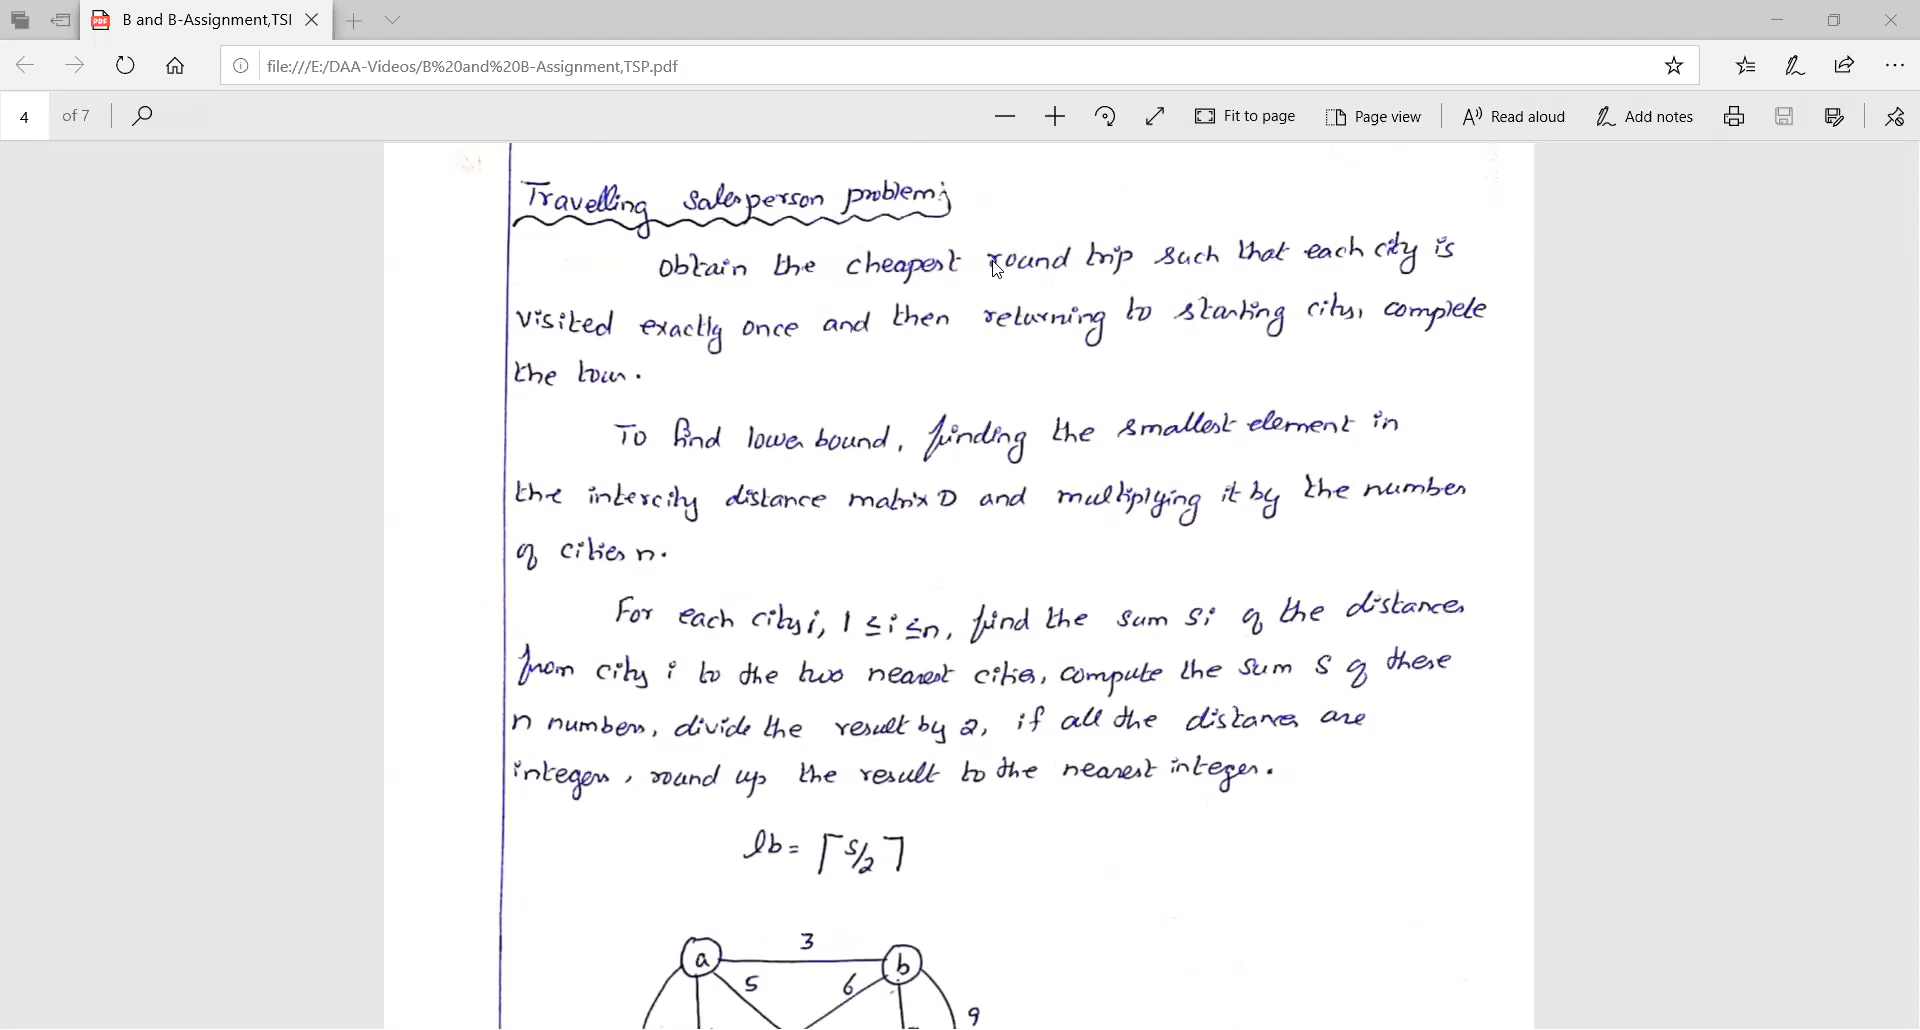 B and B-Assignment,TSI
file:///E:/DAA-Videos/B%20and%20B-Assignment,TSP.pdf
4 of 7 Fit to page Page view Read aloud Add notes
Travelling salesperson problem:
obtain the cheapest round trip such that each city is
visited exactly once and then returning to starting city, complete
the tour.
To find lower bound, finding the smallest element in
the intercity distance matrix D and multiplying it by the number
of cities n.
For each city i, 1 ≤ i ≤ n, find the sum si of the distances
from city i to the two nearest cities, compute the sum S of these
n numbers, divide the result by 2, if all the distances are
integers, round up the result to the nearest integer.
lb = ⌈S/2⌉
3
a b
5 6
9